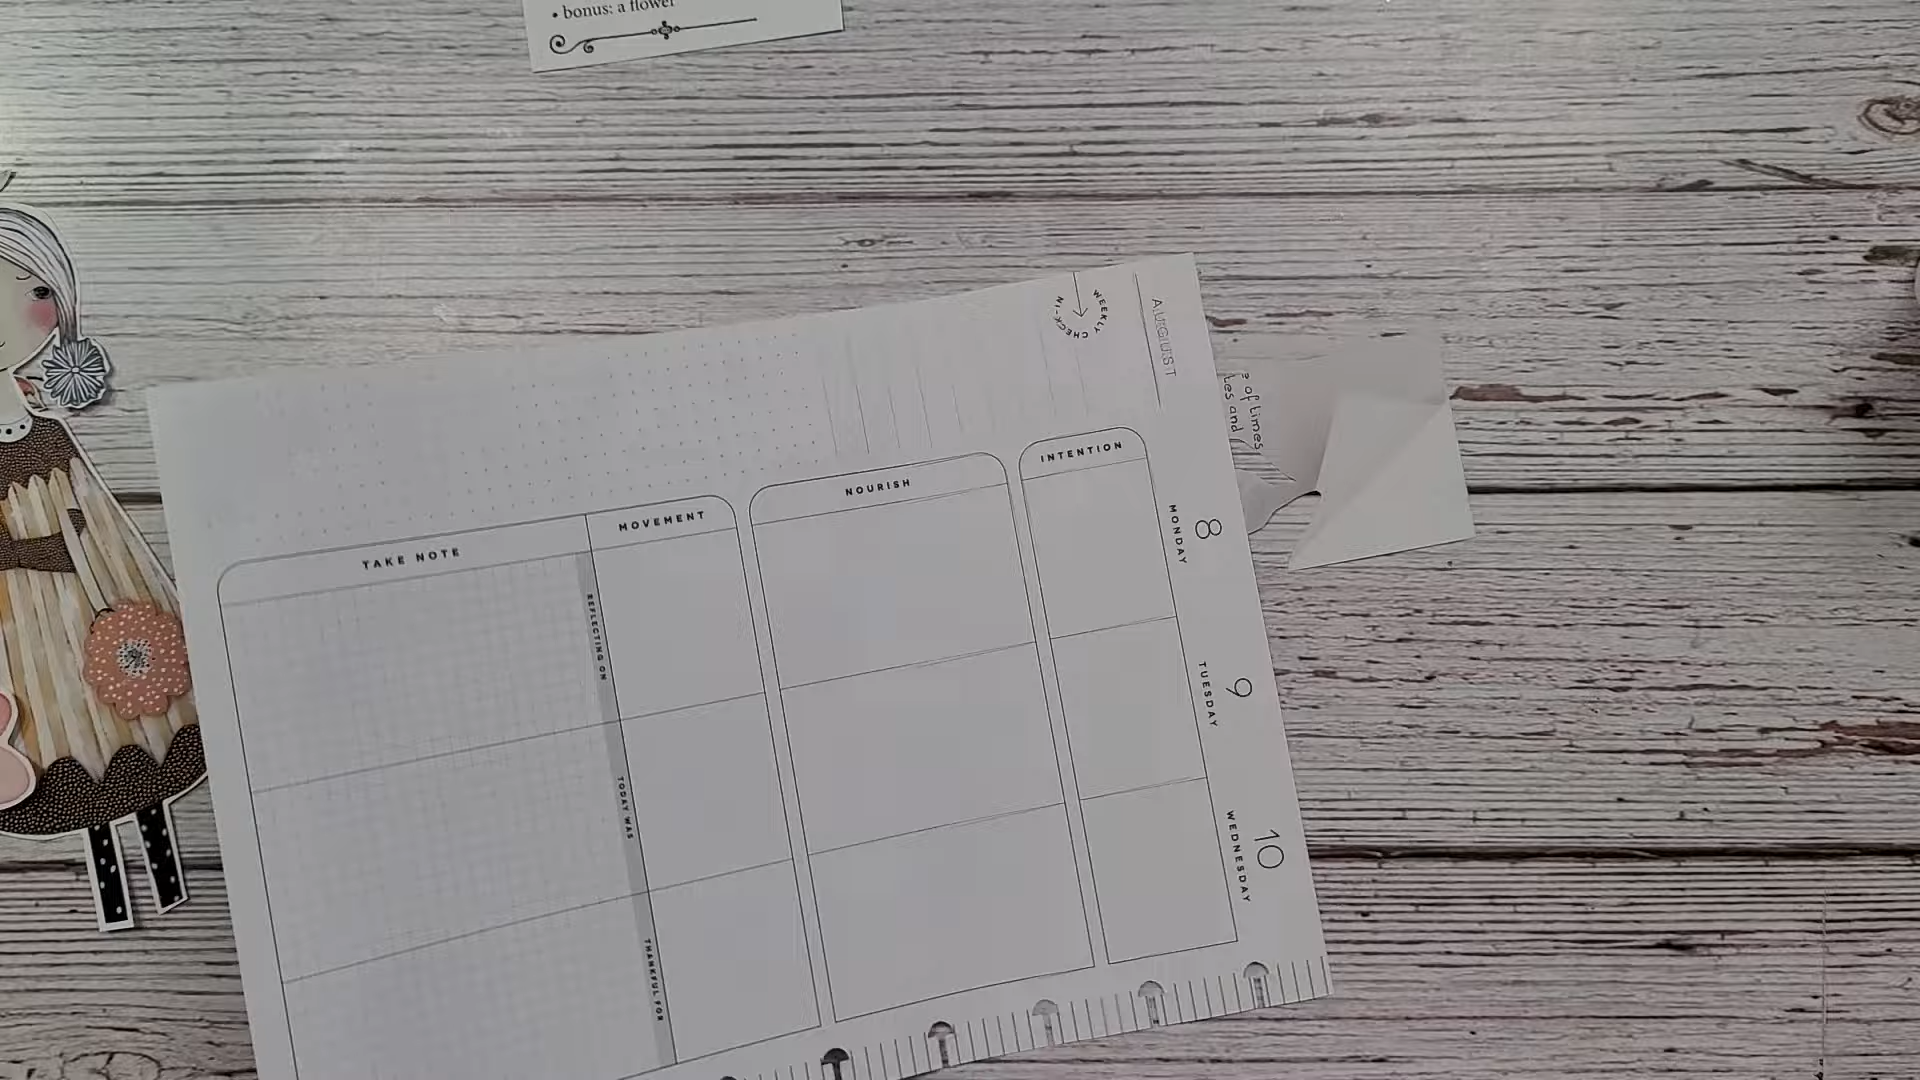 • bonus: a flower
AUGUST
WEEKLY CHECK-IN
INTENTION
NOURISH
MOVEMENT
TAKE NOTE
8
MONDAY
9
TUESDAY
10
WEDNESDAY
REFLECTING ON
TODAY WAS
THANKFUL FOR
of times
and